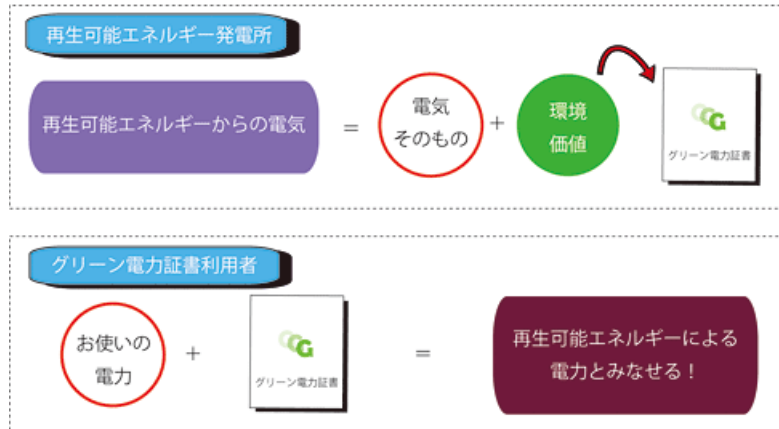 再生可能エネルギー発電所
再生可能エネルギーからの電気
=
電気
そのもの
+
環境
価値
グリーン電力証書
グリーン電力証書利用者
お使いの
電力
+
グリーン電力証書
=
再生可能エネルギーによる
電力とみなせる！